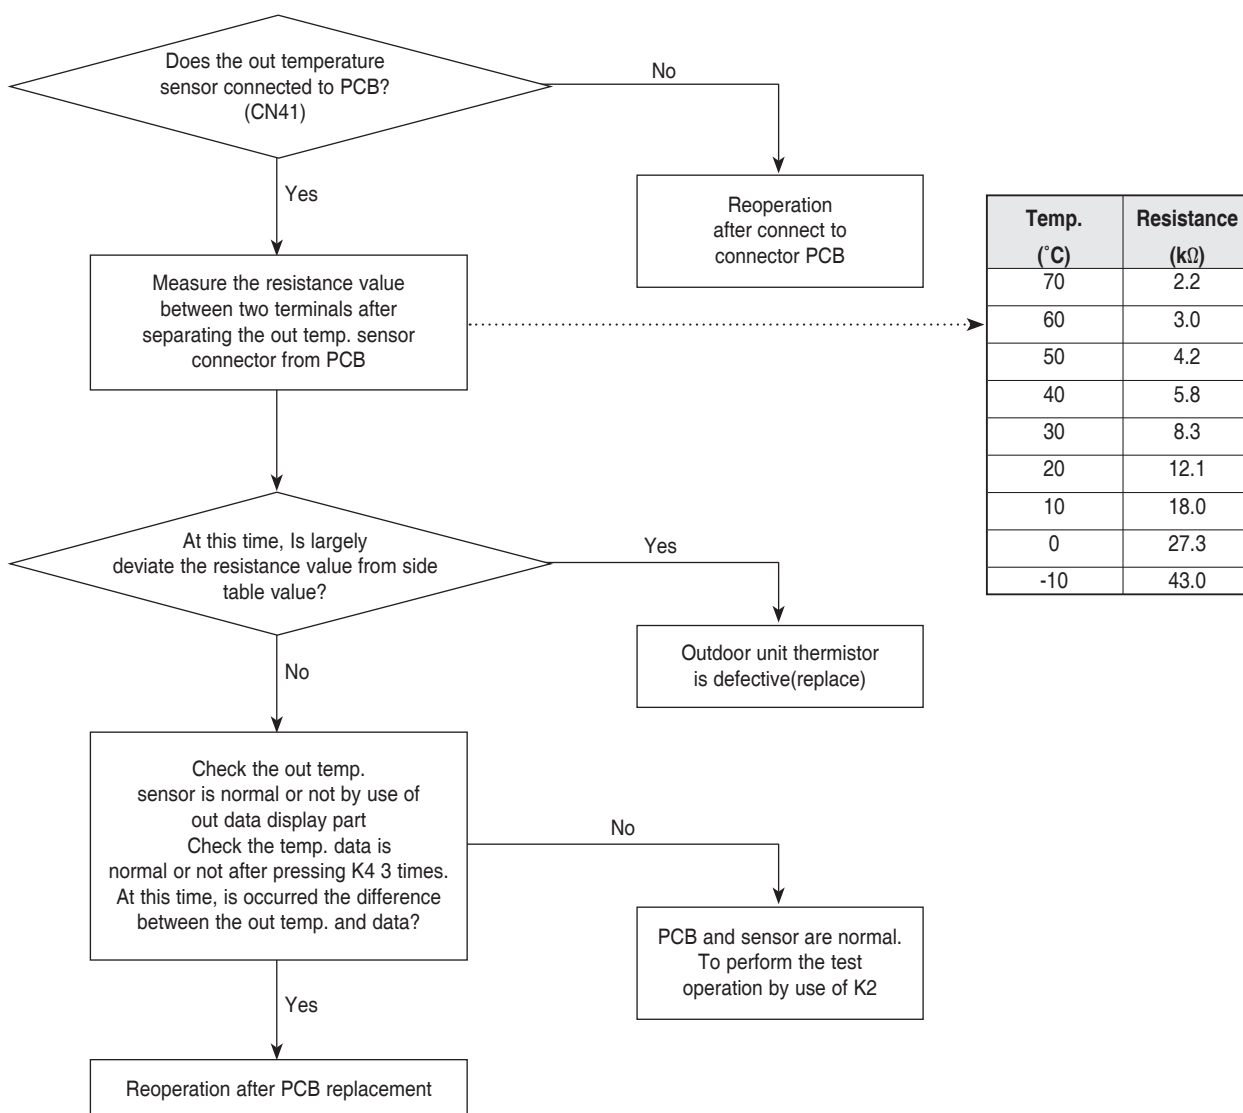 Does the out temperature
sensor connected to PCB?
(CN41)
No
Yes
Reoperation
after connect to
connector PCB
Measure the resistance value
between two terminals after
separating the out temp. sensor
connector from PCB
Temp. Resistance
(˚C) (kΩ)
70 2.2
60 3.0
50 4.2
40 5.8
30 8.3
20 12.1
10 18.0
0 27.3
-10 43.0
At this time, Is largely
deviate the resistance value from side
table value?
Yes
No
Outdoor unit thermistor
is defective(replace)
Check the out temp.
sensor is normal or not by use of
out data display part
Check the temp. data is
normal or not after pressing K4 3 times.
At this time, is occurred the difference
between the out temp. and data?
No
Yes
PCB and sensor are normal.
To perform the test
operation by use of K2
Reoperation after PCB replacement